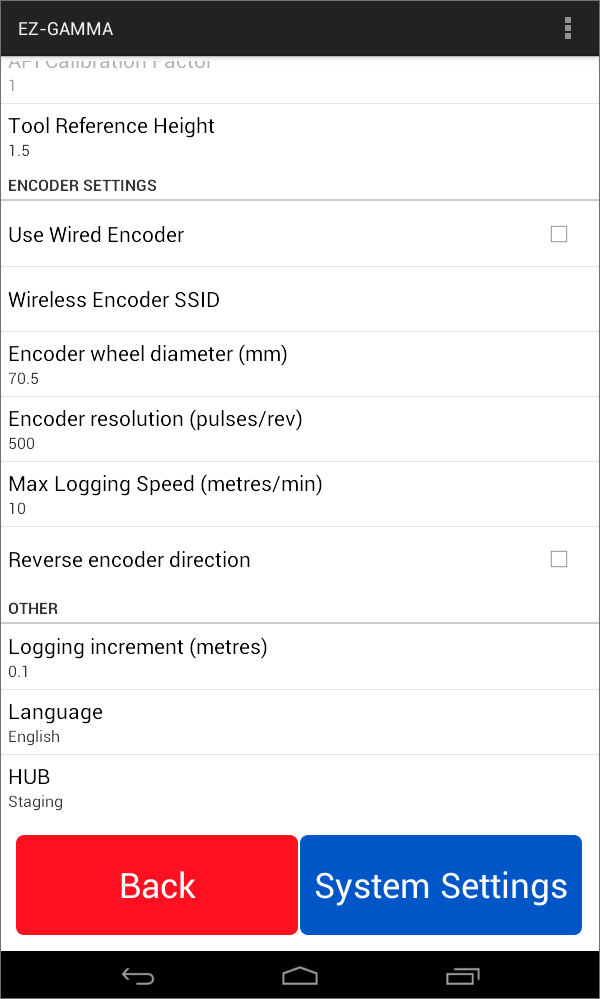 EZ-GAMMA
API Calibration Factor
1
Tool Reference Height
1.5
ENCODER SETTINGS
Use Wired Encoder
Wireless Encoder SSID
Encoder wheel diameter (mm)
70.5
Encoder resolution (pulses/rev)
500
Max Logging Speed (metres/min)
10
Reverse encoder direction
OTHER
Logging increment (metres)
0.1
Language
English
HUB
Staging
Back
System Settings